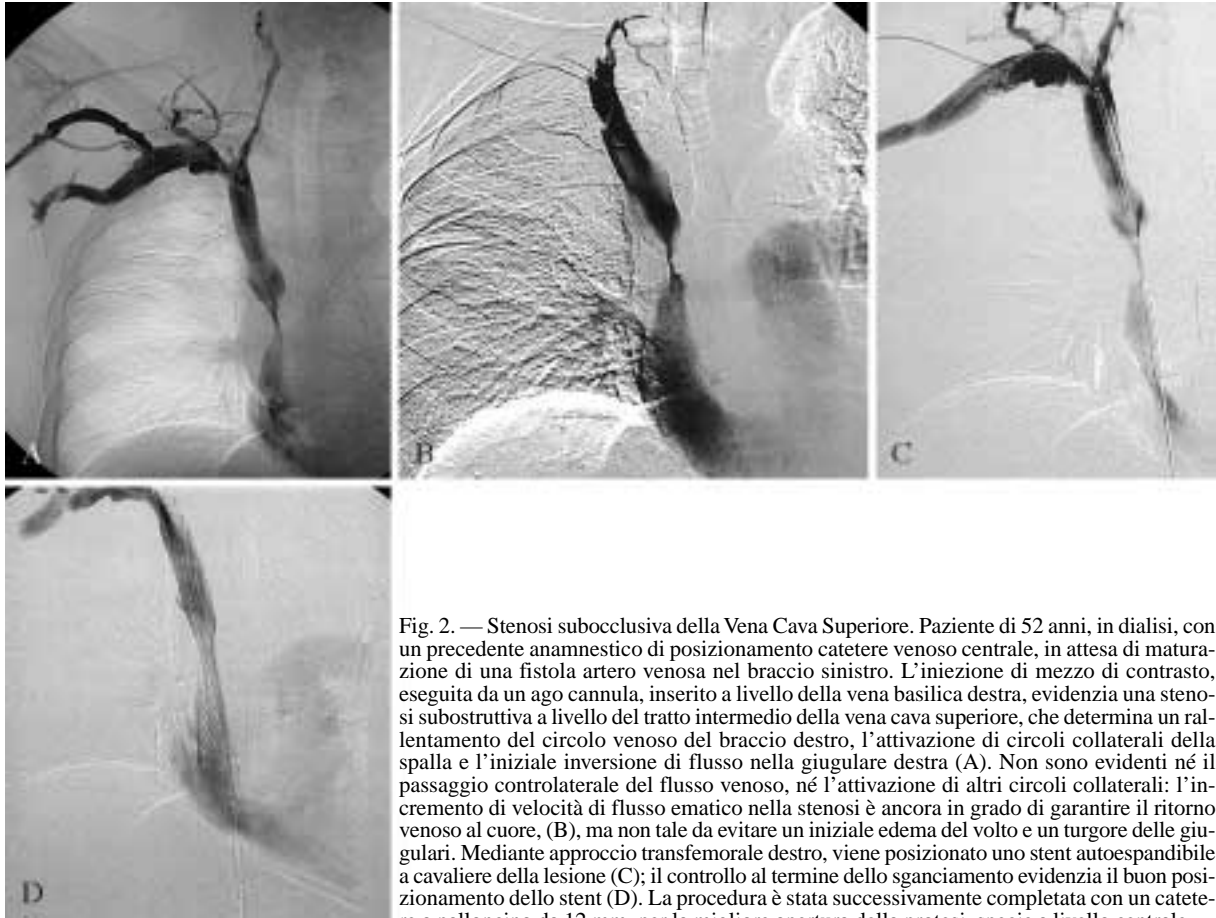 A
B
C
D
Fig. 2. — Stenosi subocclusiva della Vena Cava Superiore. Paziente di 52 anni, in dialisi, con
un precedente anamnestico di posizionamento catetere venoso centrale, in attesa di matura-
zione di una fistola artero venosa nel braccio sinistro. L'iniezione di mezzo di contrasto,
eseguita da un ago cannula, inserito a livello della vena basilica destra, evidenzia una steno-
si subostruttiva a livello del tratto intermedio della vena cava superiore, che determina un ral-
lentamento del circolo venoso del braccio destro, l'attivazione di circoli collaterali della
spalla e l'iniziale inversione di flusso nella giugulare destra (A). Non sono evidenti né il
passaggio controlaterale del flusso venoso, né l'attivazione di altri circoli collaterali: l'in-
cremento di velocità di flusso ematico nella stenosi è ancora in grado di garantire il ritorno
venoso al cuore, (B), ma non tale da evitare un iniziale edema del volto e un turgore delle giu-
gulari. Mediante approccio transfemorale destro, viene posizionato uno stent autoespandibile
a cavaliere della lesione (C); il controllo al termine dello sganciamento evidenzia il buon posi-
zionamento dello stent (D). La procedura è stata successivamente completata con un catete-